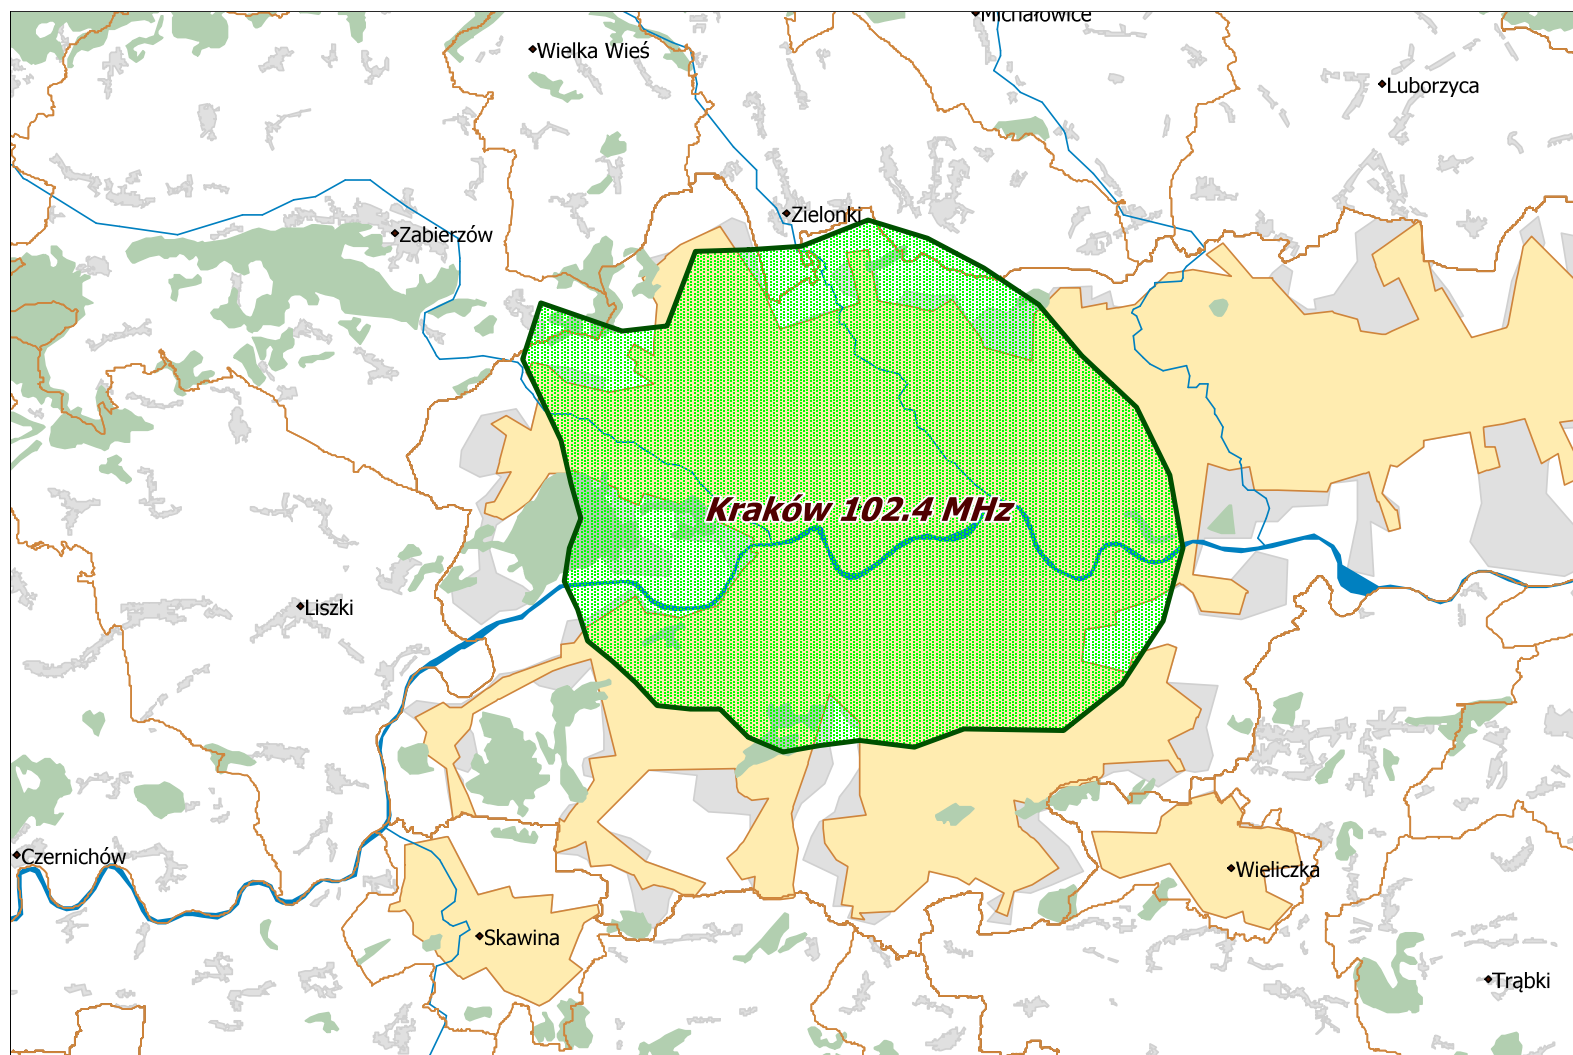 Michałowice
Wielka Wieś
Luborzyca
Zielonki
Zabierzów
Kraków 102.4 MHz
Liszki
Czernichów
Wieliczka
Skawina
Trąbki